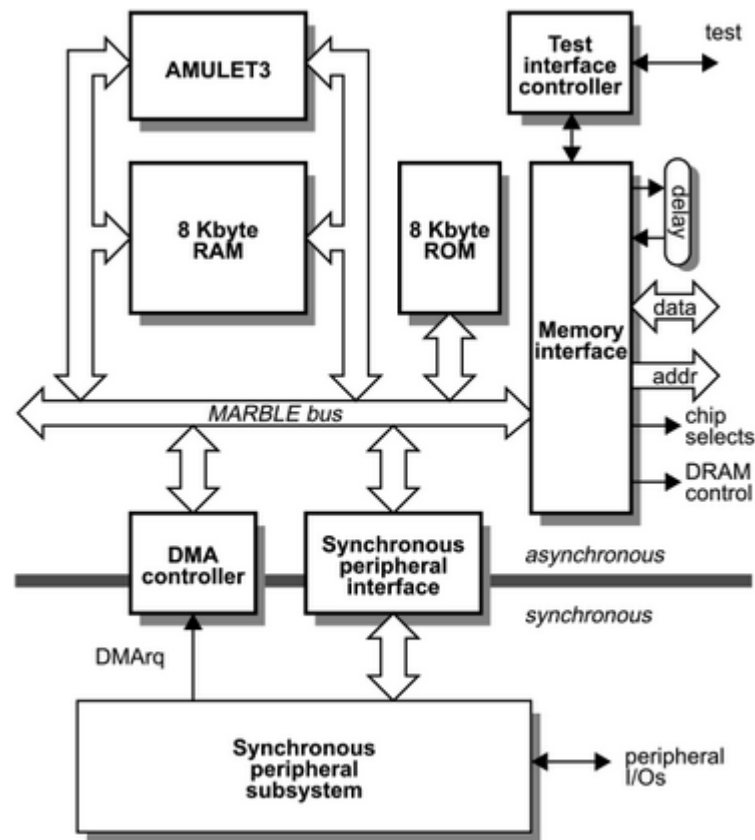 AMULET3
Test
interface
controller
test
8 Kbyte
RAM
8 Kbyte
ROM
delay
Memory
interface
data
addr
chip
selects
DRAM
control
MARBLE bus
DMA
controller
Synchronous
peripheral
interface
asynchronous
synchronous
DMArq
Synchronous
peripheral
subsystem
peripheral
I/Os